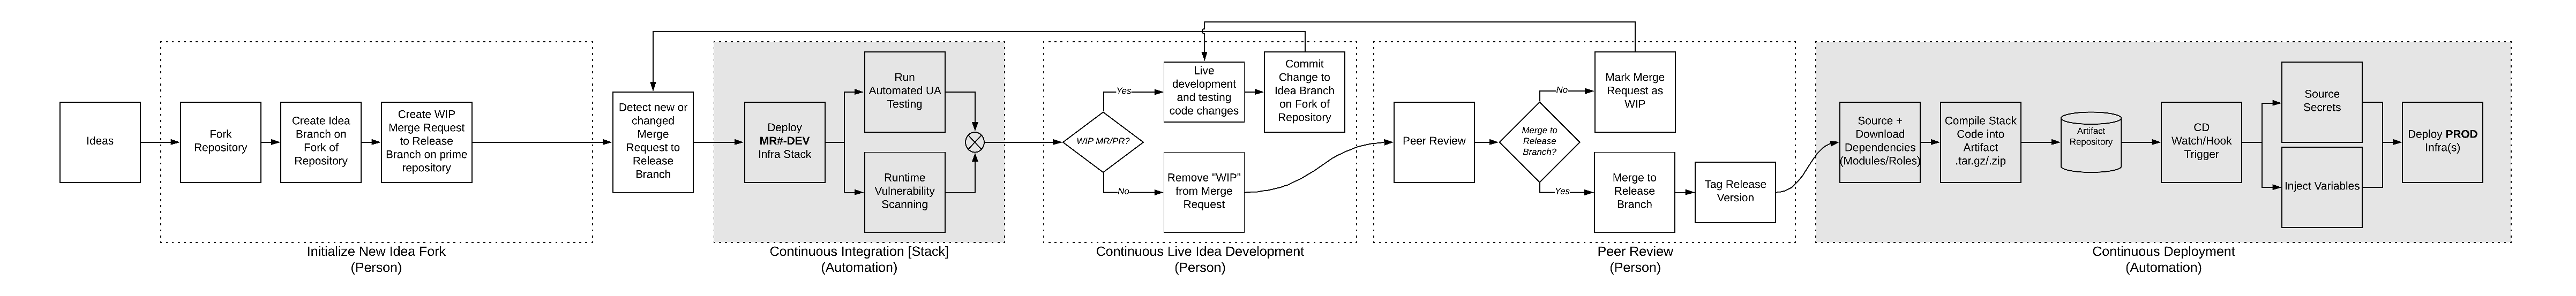 Ideas
Fork
Repository
Create Idea
Branch on
Fork of
Repository
Create WIP
Merge Request
to Release
Branch on prime
repository
Initialize New Idea Fork
(Person)
Detect new or
changed
Merge
Request to
Release
Branch
Deploy
MR#-DEV
Infra Stack
Run
Automated UA
Testing
Runtime
Vulnerability
Scanning
Continuous Integration [Stack]
(Automation)
WIP MR/PR?
Yes
No
Live
development
and testing
code changes
Commit
Change to
Idea Branch
on Fork of
Repository
Remove "WIP"
from Merge
Request
Continuous Live Idea Development
(Person)
Peer Review
Merge to
Release
Branch?
No
Yes
Mark Merge
Request as
WIP
Merge to
Release
Branch
Tag Release
Version
Peer Review
(Person)
Source +
Download
Dependencies
(Modules/Roles)
Compile Stack
Code into
Artifact
.tar.gz/.zip
Artifact
Repository
CD
Watch/Hook
Trigger
Source
Secrets
Inject Variables
Deploy PROD
Infra(s)
Continuous Deployment
(Automation)